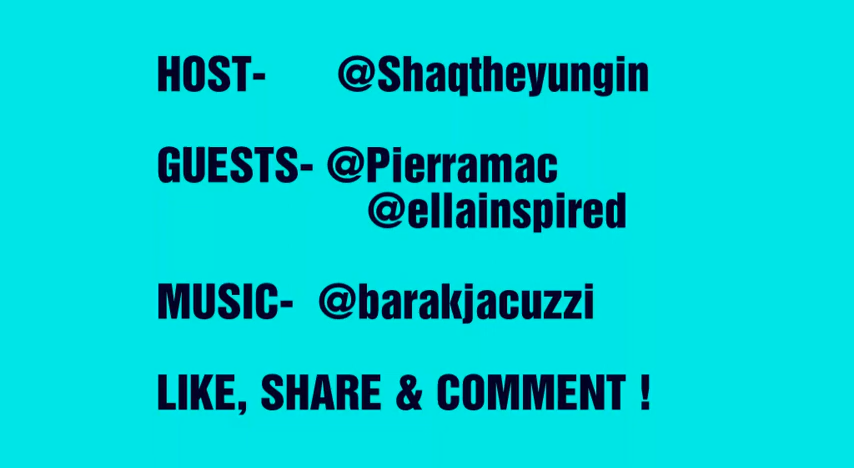 HOST- @Shaqtheyungin
GUESTS- @Pierramac
@ellainspired
MUSIC- @barakjacuzzi
LIKE, SHARE & COMMENT !